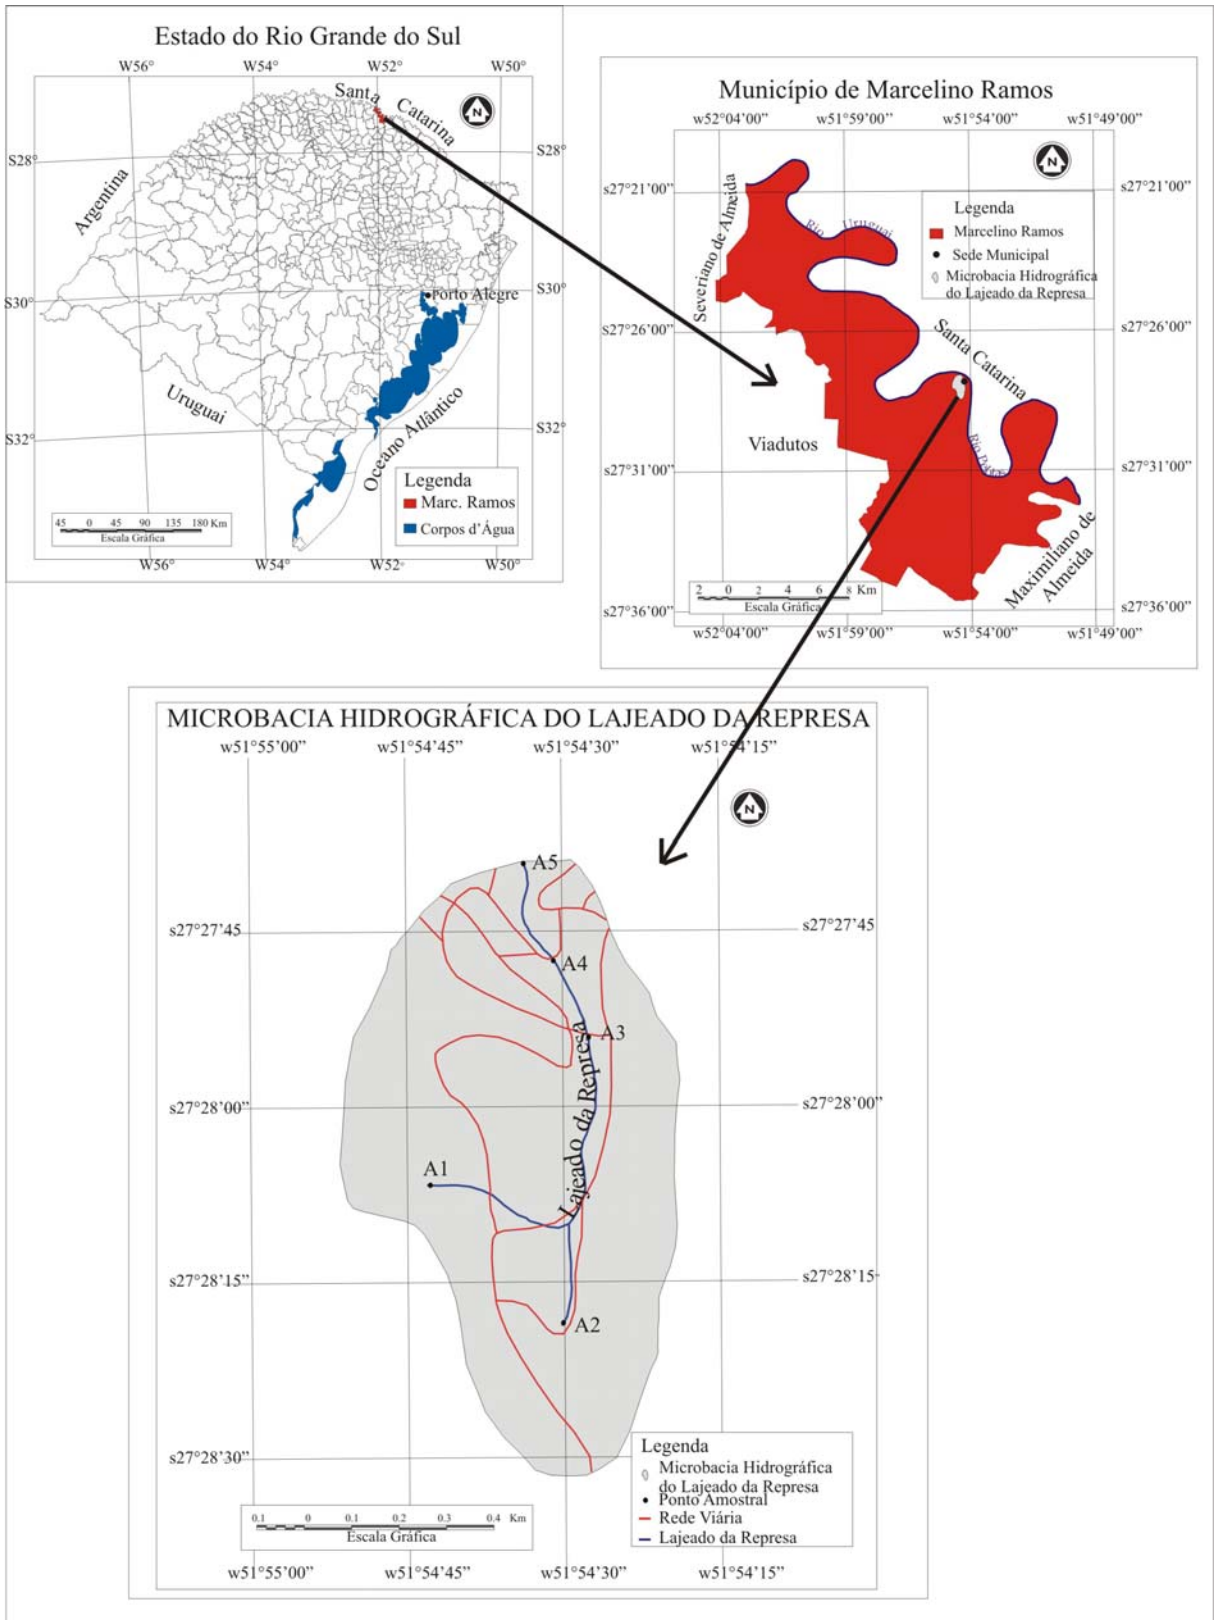 Estado do Rio Grande do Sul
W56° W54° W52° W50°
Santa Catarina
N
S28° S28°
Argentina
S30° S30°
Porto Alegre
Uruguai
Oceano Atlântico
S32° S32°
Legenda
Marc. Ramos
Corpos d'Água
45 0 45 90 135 180 Km
Escala Gráfica
W56° W54° W52° W50°
Município de Marcelino Ramos
w52°04'00" w51°59'00" w51°54'00" w51°49'00"
N
s27°21'00" s27°21'00"
Severiano de Almeida
Rio Uruguai
Legenda
Marcelino Ramos
Sede Municipal
Microbacia Hidrográfica
do Lajeado da Represa
s27°26'00" s27°26'00"
Santa Catarina
Viadutos
Rio
s27°31'00" s27°31'00"
Maximiliano de
Almeida
2 0 2 4 6 8 Km
Escala Gráfica
s27°36'00" s27°36'00"
w52°04'00" w51°59'00" w51°54'00" w51°49'00"
MICROBACIA HIDROGRÁFICA DO LAJEADO DA REPRESA
w51°55'00" w51°54'45" w51°54'30" w51°54'15"
N
A5
s27°27'45 s27°27'45
A4
A3
Lajeado da Represa
s27°28'00" s27°28'00"
A1
s27°28'15" s27°28'15"
A2
s27°28'30" s27°28'30"
Legenda
Microbacia Hidrográfica
do Lajeado da Represa
Ponto Amostral
Rede Viária
Lajeado da Represa
0.1 0 0.1 0.2 0.3 0.4 Km
Escala Gráfica
w51°55'00" w51°54'45" w51°54'30" w51°54'15"